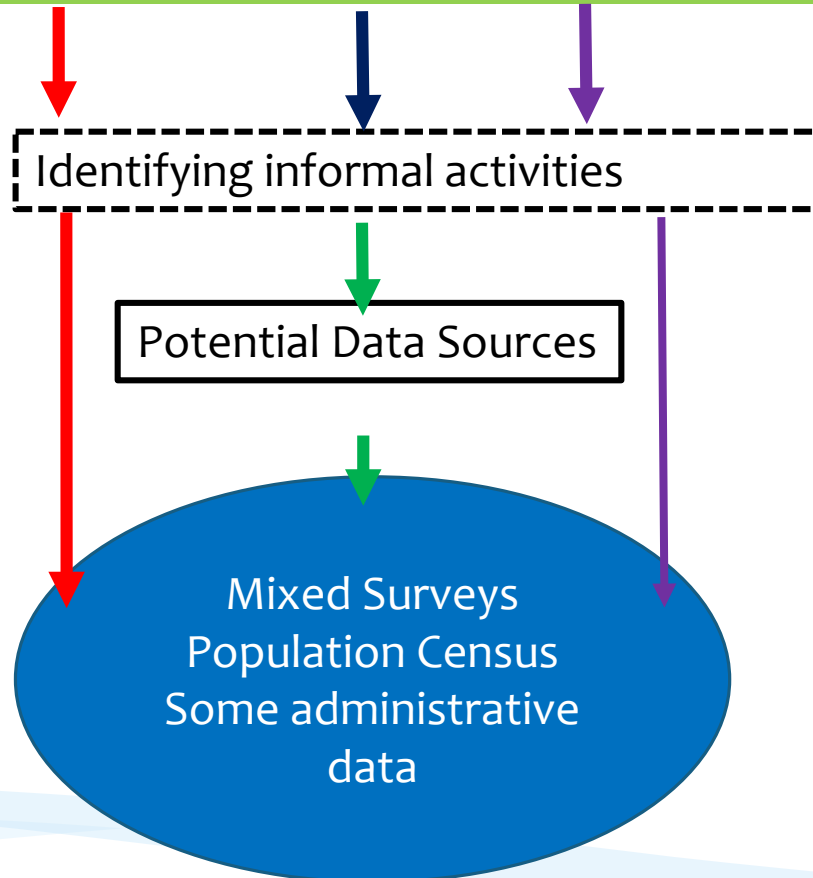 Identifying informal activities
Potential Data Sources
Mixed Surveys
Population Census
Some administrative
data